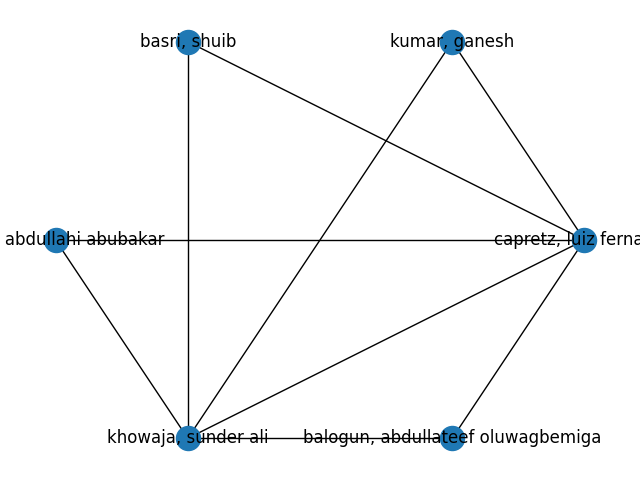 basri, shuib
kumar, ganesh
abdullahi abubakar
capretz, luiz ferna
khowaja, sunder ali
balogun, abdullateef oluwagbemiga